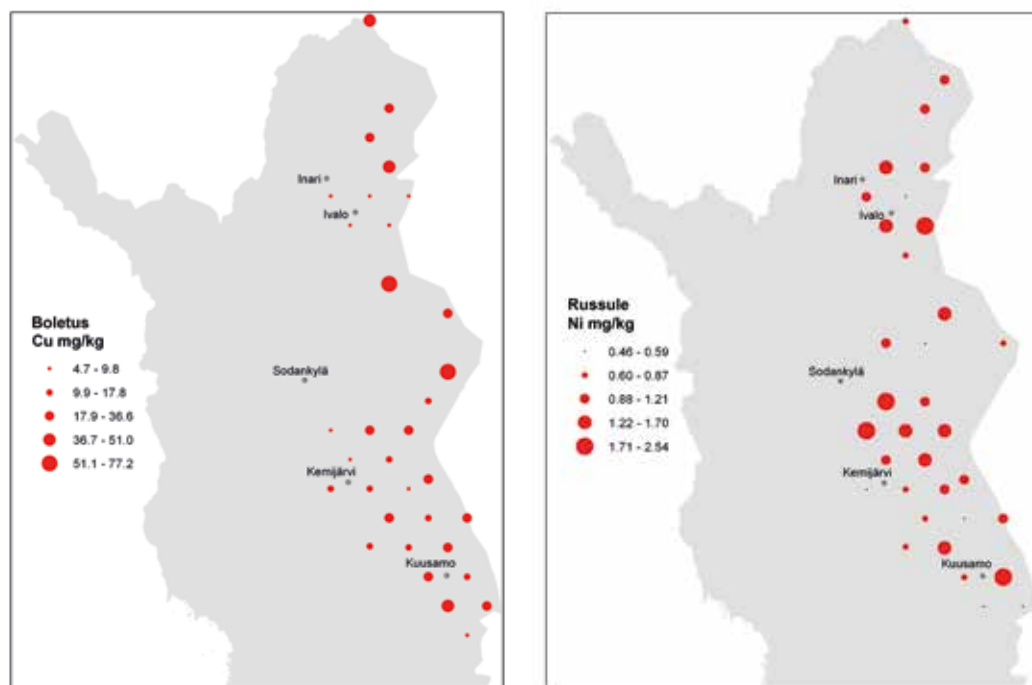 Inari
Ivalo
Boletus
Cu mg/kg
4.7 - 9.8
9.9 - 17.8
17.9 - 36.6
36.7 - 51.0
51.1 - 77.2
Sodankylä
Kemijärvi
Kuusamo
Inari
Ivalo
Russule
Ni mg/kg
0.46 - 0.59
0.60 - 0.87
0.88 - 1.21
1.22 - 1.70
1.71 - 2.54
Sodankylä
Kemijärvi
Kuusamo